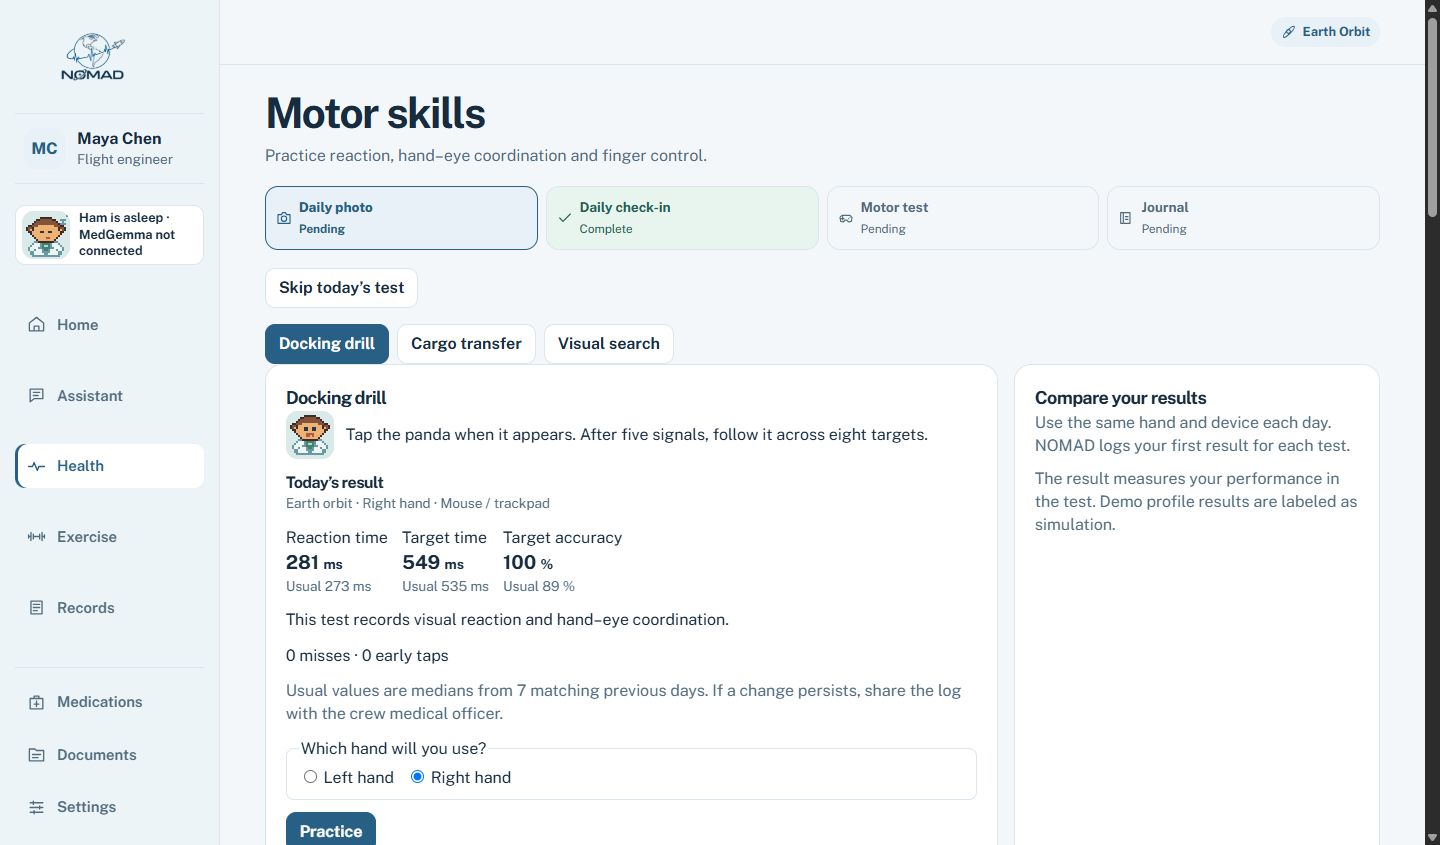 NOMAD
MC
Maya Chen
Flight engineer
Ham is asleep ·
MedGemma not
connected
Home
Assistant
Health
Exercise
Records
Medications
Documents
Settings
Earth Orbit
Motor skills
Practice reaction, hand–eye coordination and finger control.
Daily photo
Pending
Daily check-in
Complete
Motor test
Pending
Journal
Pending
Skip today’s test
Docking drill
Cargo transfer
Visual search
Docking drill
Tap the panda when it appears. After five signals, follow it across eight targets.
Today’s result
Earth orbit · Right hand · Mouse / trackpad
Reaction time
281 ms
Usual 273 ms
Target time
549 ms
Usual 535 ms
Target accuracy
100 %
Usual 89 %
This test records visual reaction and hand–eye coordination.
0 misses · 0 early taps
Usual values are medians from 7 matching previous days. If a change persists, share the log
with the crew medical officer.
Which hand will you use?
Left hand
Right hand
Practice
Compare your results
Use the same hand and device each day.
NOMAD logs your first result for each test.
The result measures your performance in
the test. Demo profile results are labeled as
simulation.